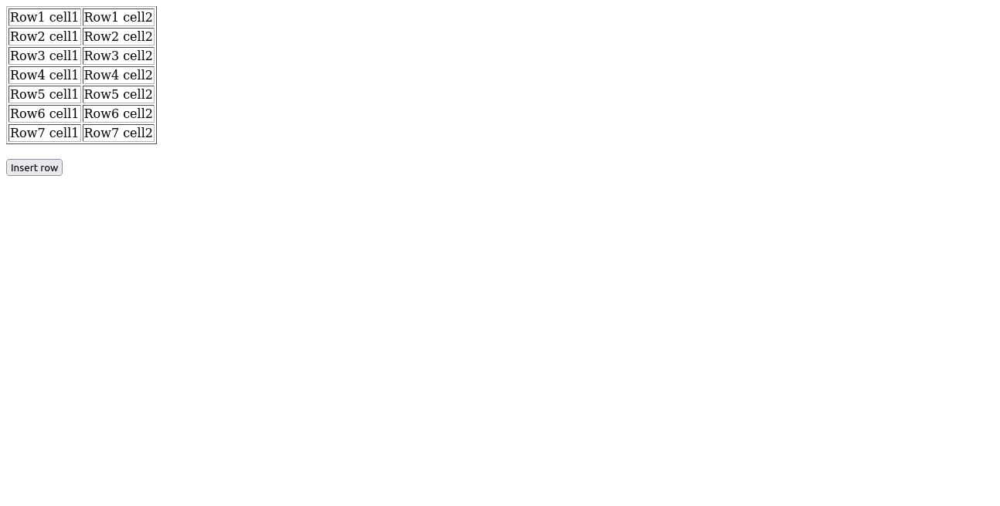 Row1 cell1 Row1 cell2
Row2 cell1 Row2 cell2
Row3 cell1 Row3 cell2
Row4 cell1 Row4 cell2
Row5 cell1 Row5 cell2
Row6 cell1 Row6 cell2
Row7 cell1 Row7 cell2
Insert row